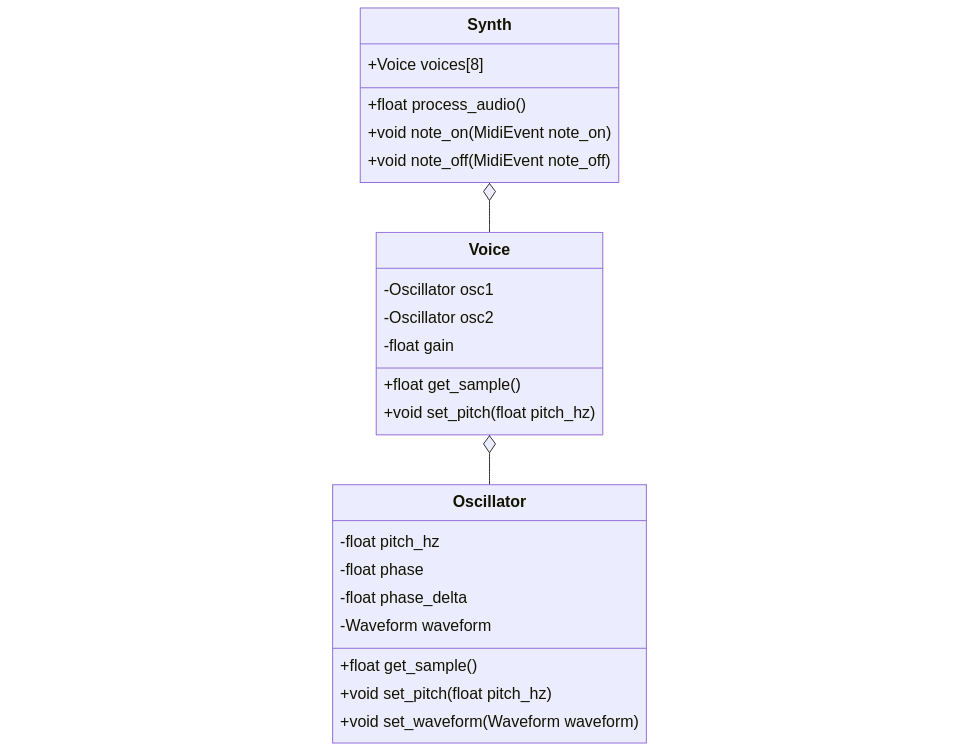 Synth
+Voice voices[8]
+float process_audio()
+void note_on(MidiEvent note_on)
+void note_off(MidiEvent note_off)
Voice
-Oscillator osc1
-Oscillator osc2
-float gain
+float get_sample()
+void set_pitch(float pitch_hz)
Oscillator
-float pitch_hz
-float phase
-float phase_delta
-Waveform waveform
+float get_sample()
+void set_pitch(float pitch_hz)
+void set_waveform(Waveform waveform)